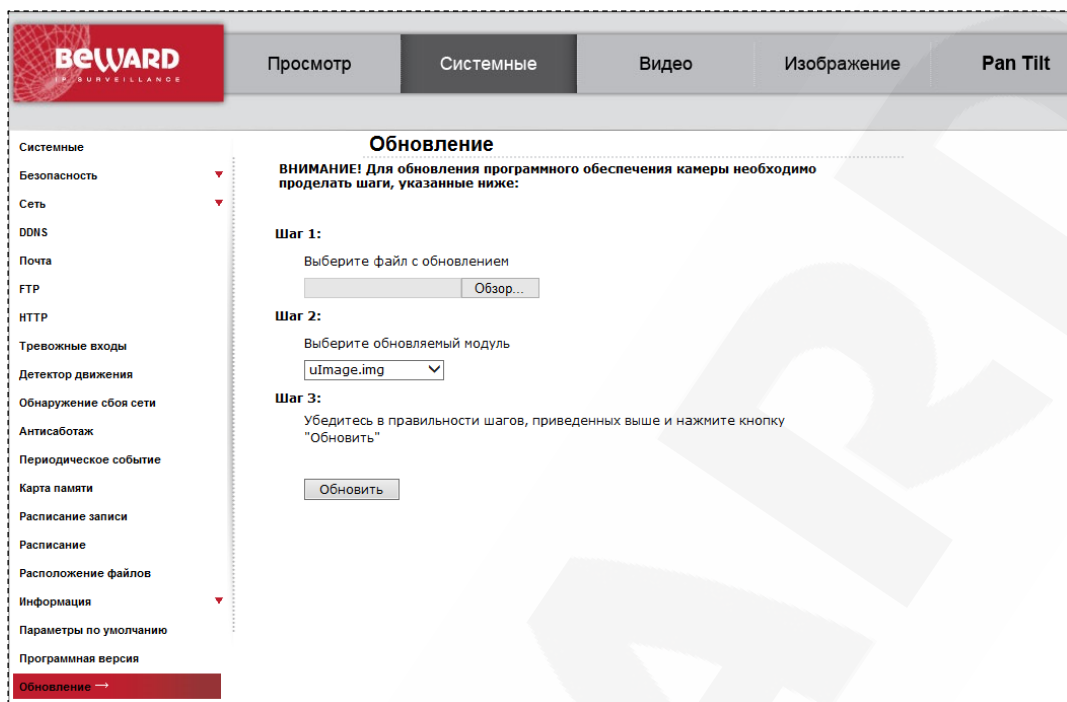 BEWARD
IP SURVEILLANCE
Просмотр
Системные
Видео
Изображение
Pan Tilt
Системные
Безопасность
Сеть
DDNS
Почта
FTP
HTTP
Тревожные входы
Детектор движения
Обнаружение сбоя сети
Антисаботаж
Периодическое событие
Карта памяти
Расписание записи
Расписание
Расположение файлов
Информация
Параметры по умолчанию
Программная версия
Обновление →
Обновление
ВНИМАНИЕ! Для обновления программного обеспечения камеры необходимо
проделать шаги, указанные ниже:
Шаг 1:
Выберите файл с обновлением
Обзор...
Шаг 2:
Выберите обновляемый модуль
uImage.img
Шаг 3:
Убедитесь в правильности шагов, приведенных выше и нажмите кнопку
"Обновить"
Обновить